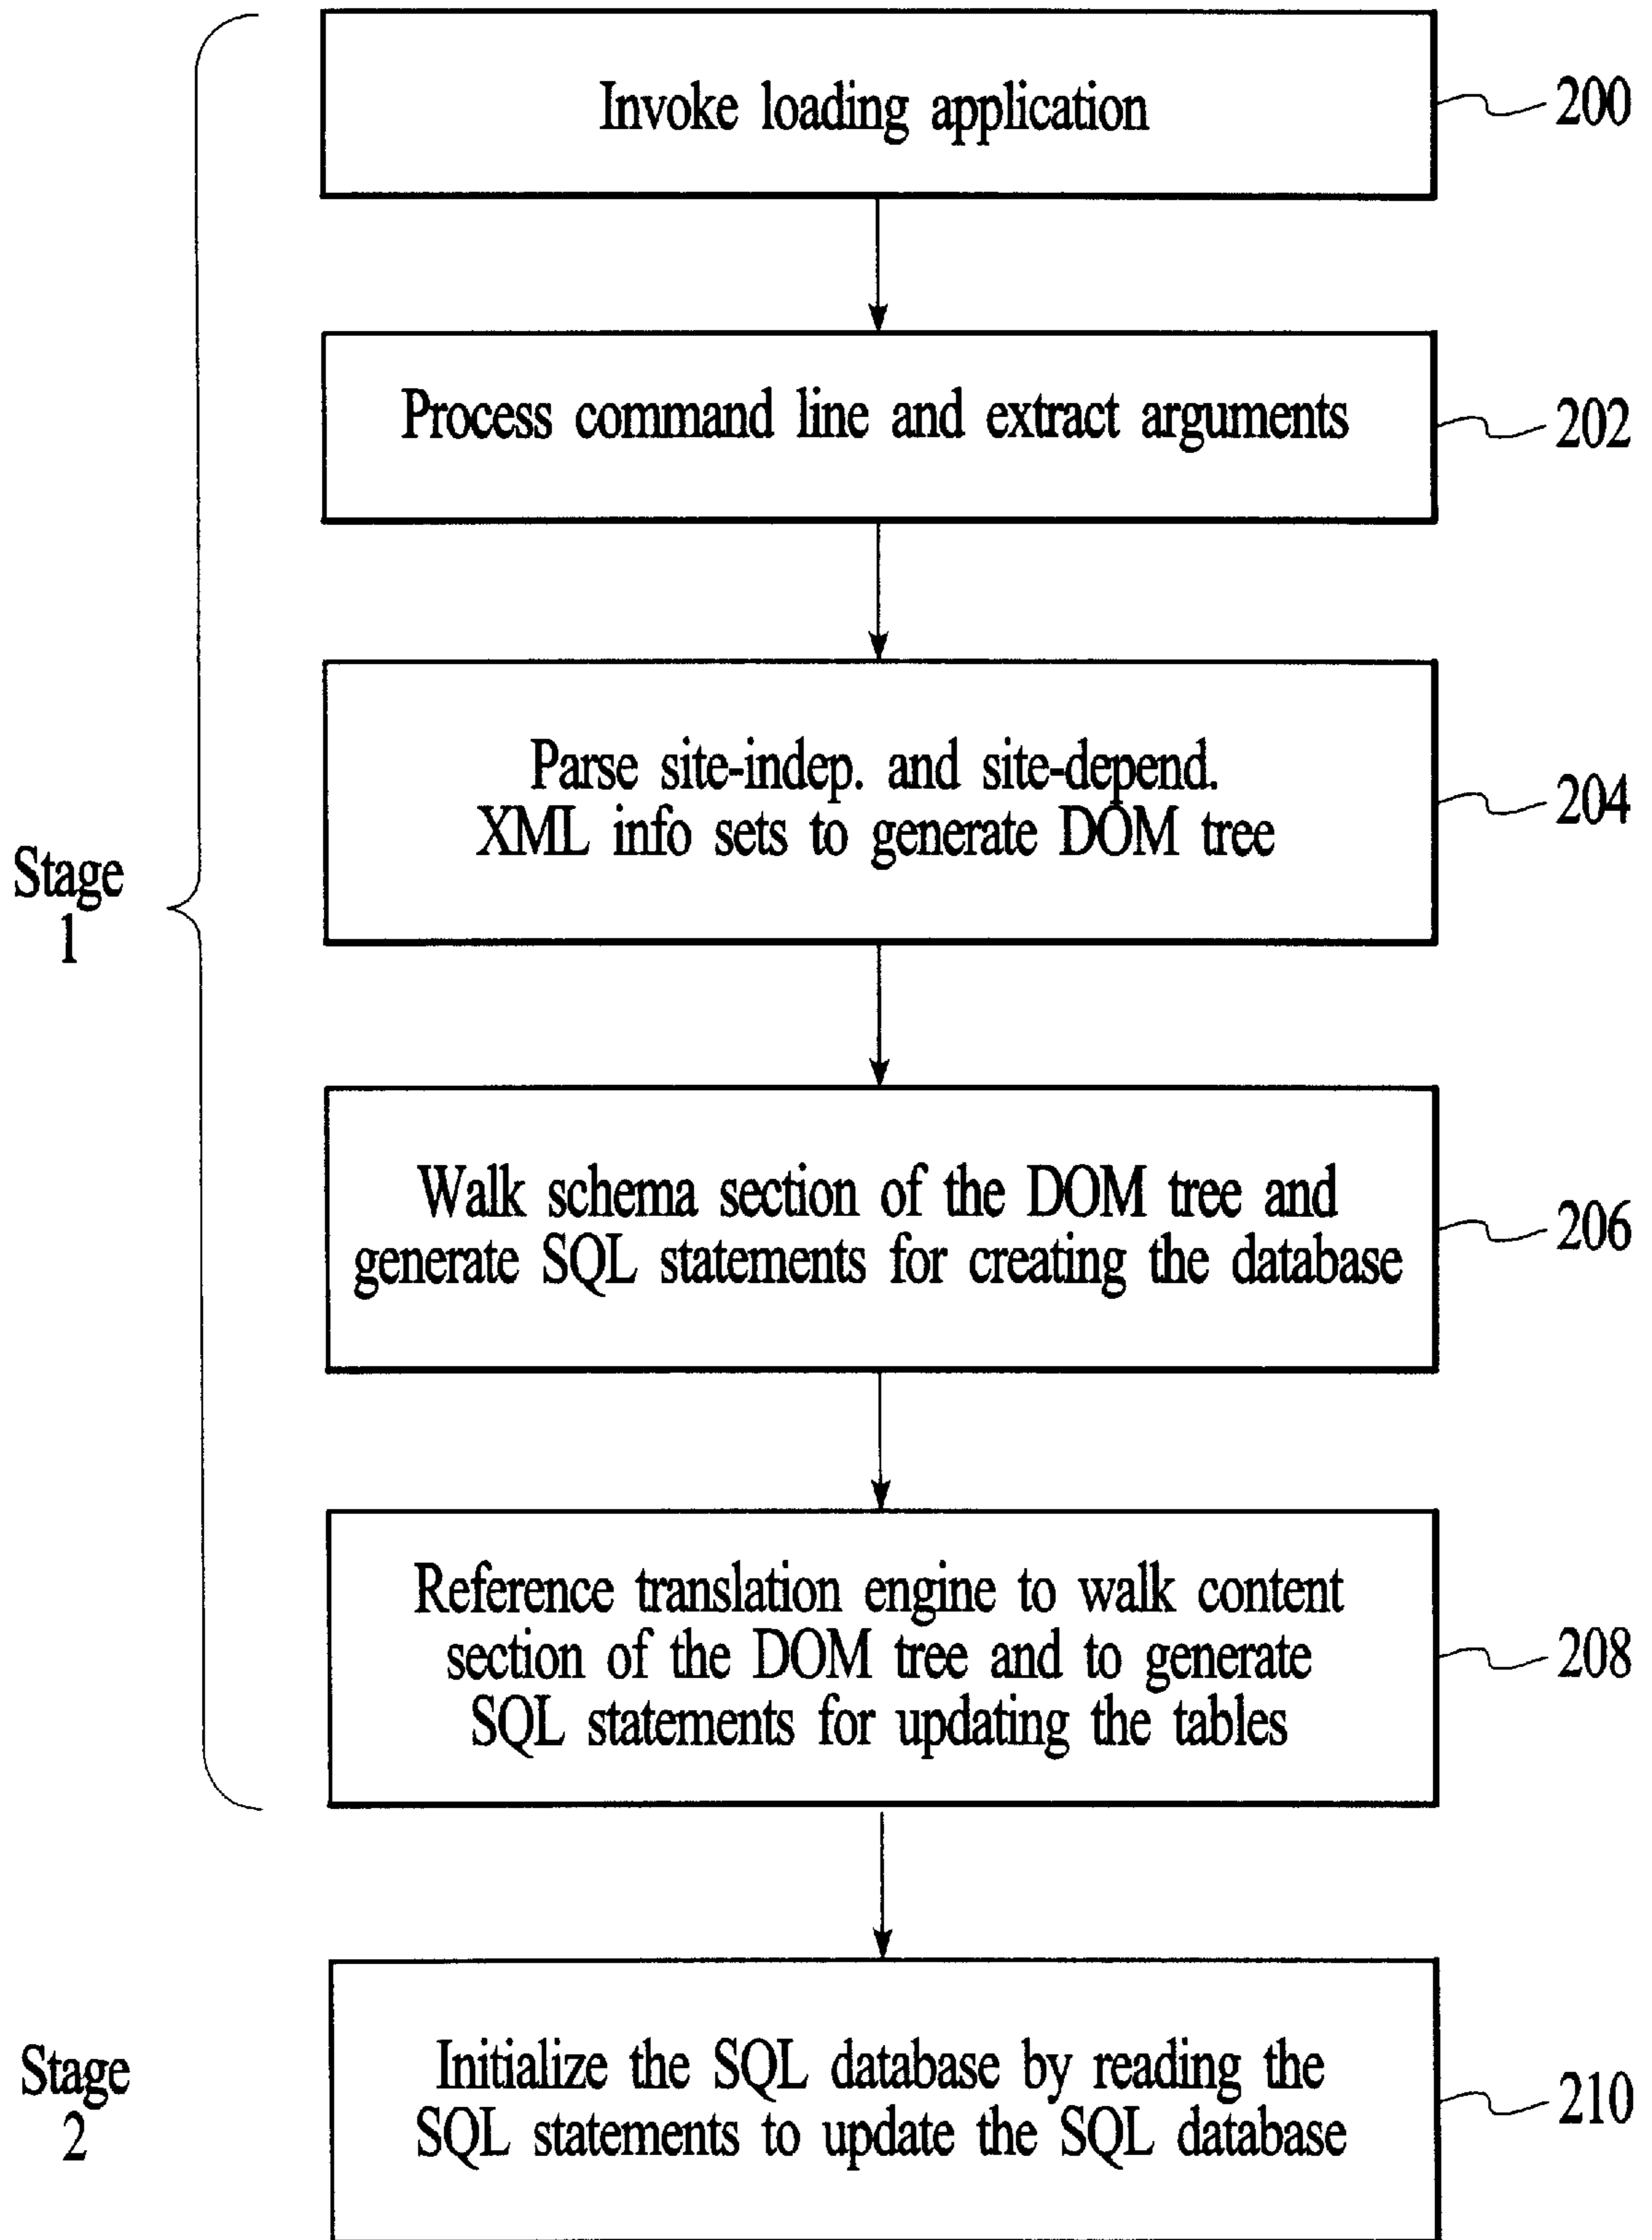 Invoke loading application
200
Process command line and extract arguments
202
Parse site-indep. and site-depend.
XML info sets to generate DOM tree
204
Stage
1
Walk schema section of the DOM tree and
generate SQL statements for creating the database
206
Reference translation engine to walk content
section of the DOM tree and to generate
SQL statements for updating the tables
208
Stage
2
Initialize the SQL database by reading the
SQL statements to update the SQL database
210